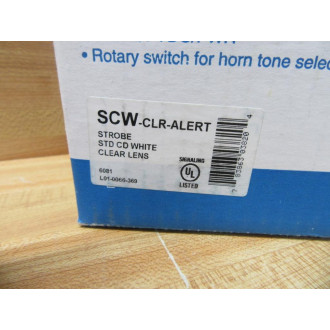 • Rotary switch for horn tone selec
SCW-CLR-ALERT
STROBE
STD CD WHITE
CLEAR LENS
SIGNALING
UL
LISTED